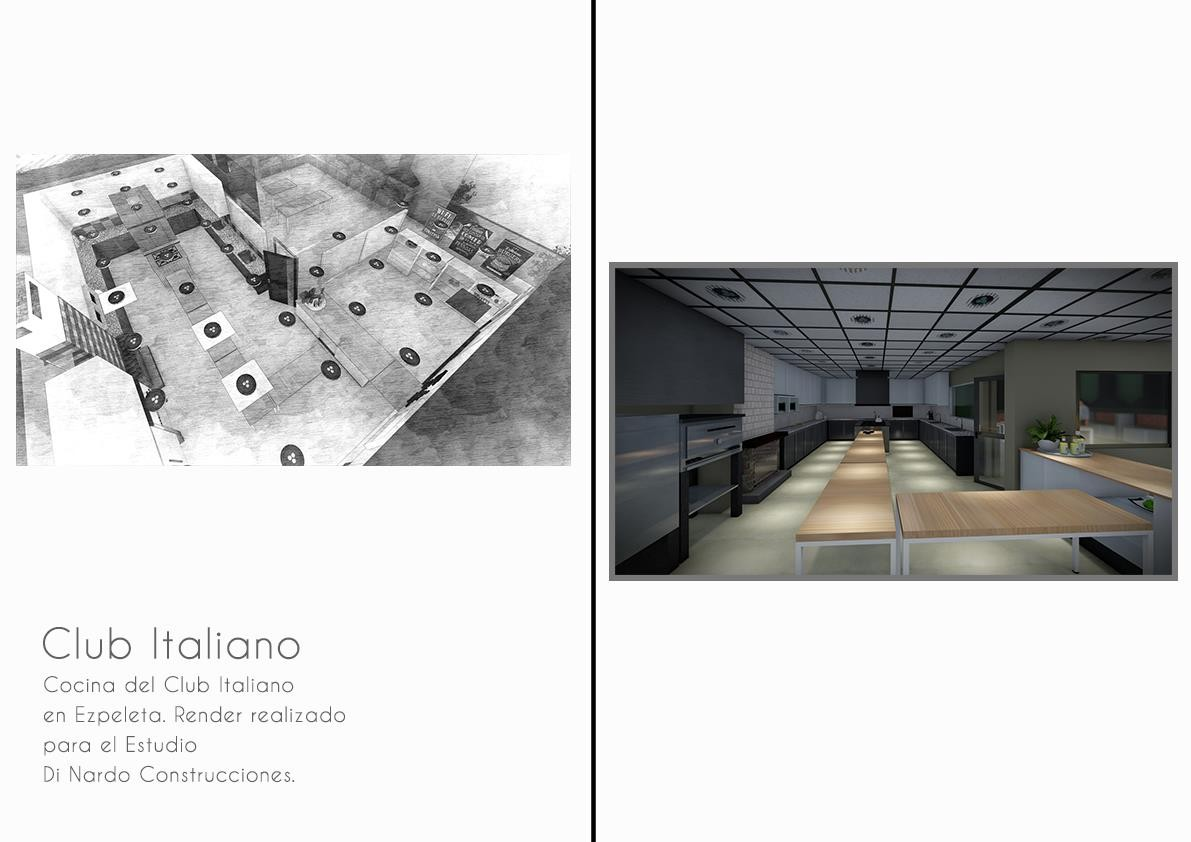 Club Italiano
Cocina del Club Italiano
en Ezpeleta. Render realizado
para el Estudio
Di Nardo Construcciones.